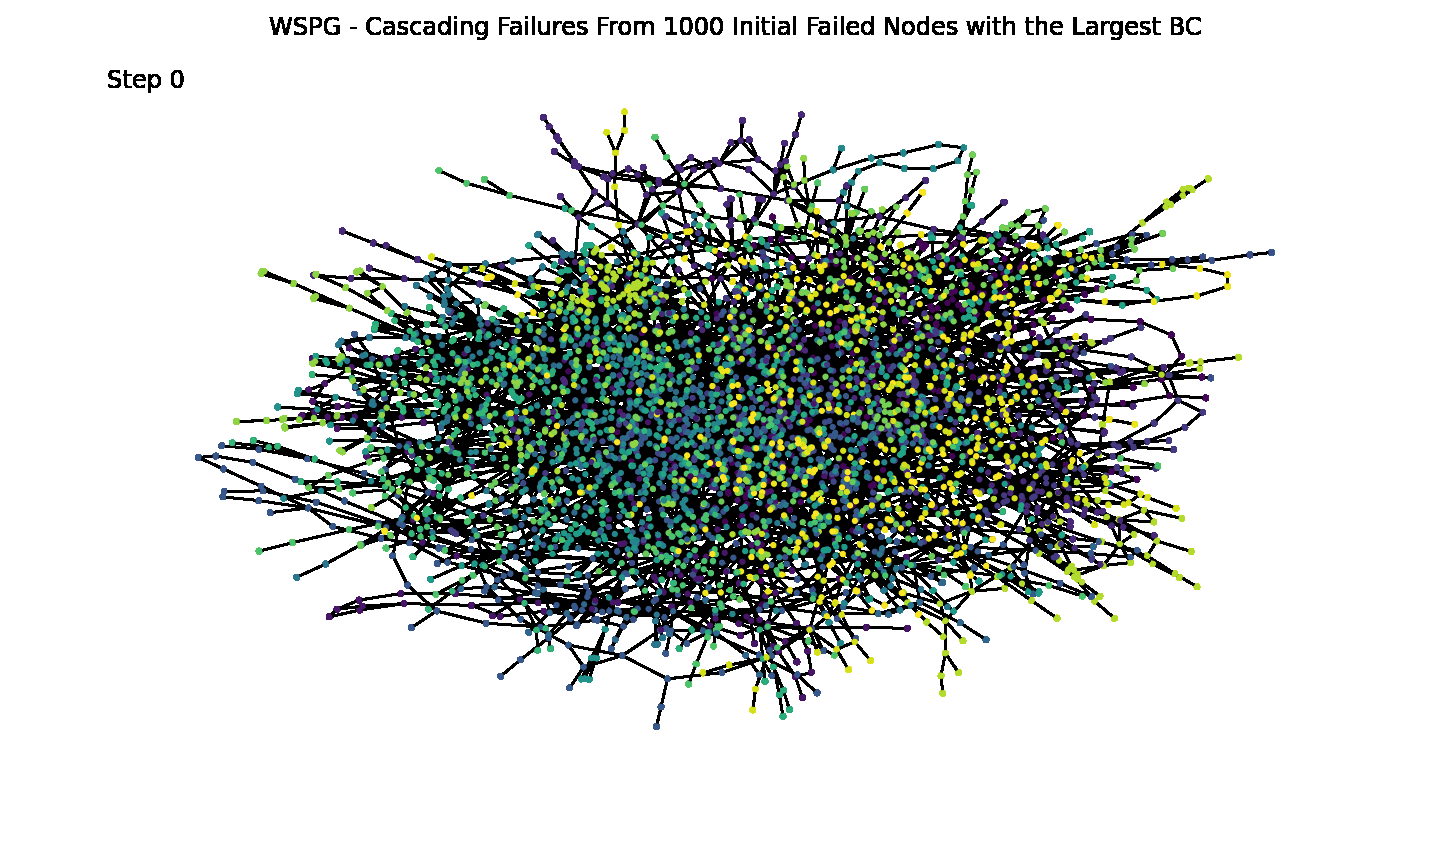 WSPG - Cascading Failures From 1000 Initial Failed Nodes with the Largest BC
Step 0